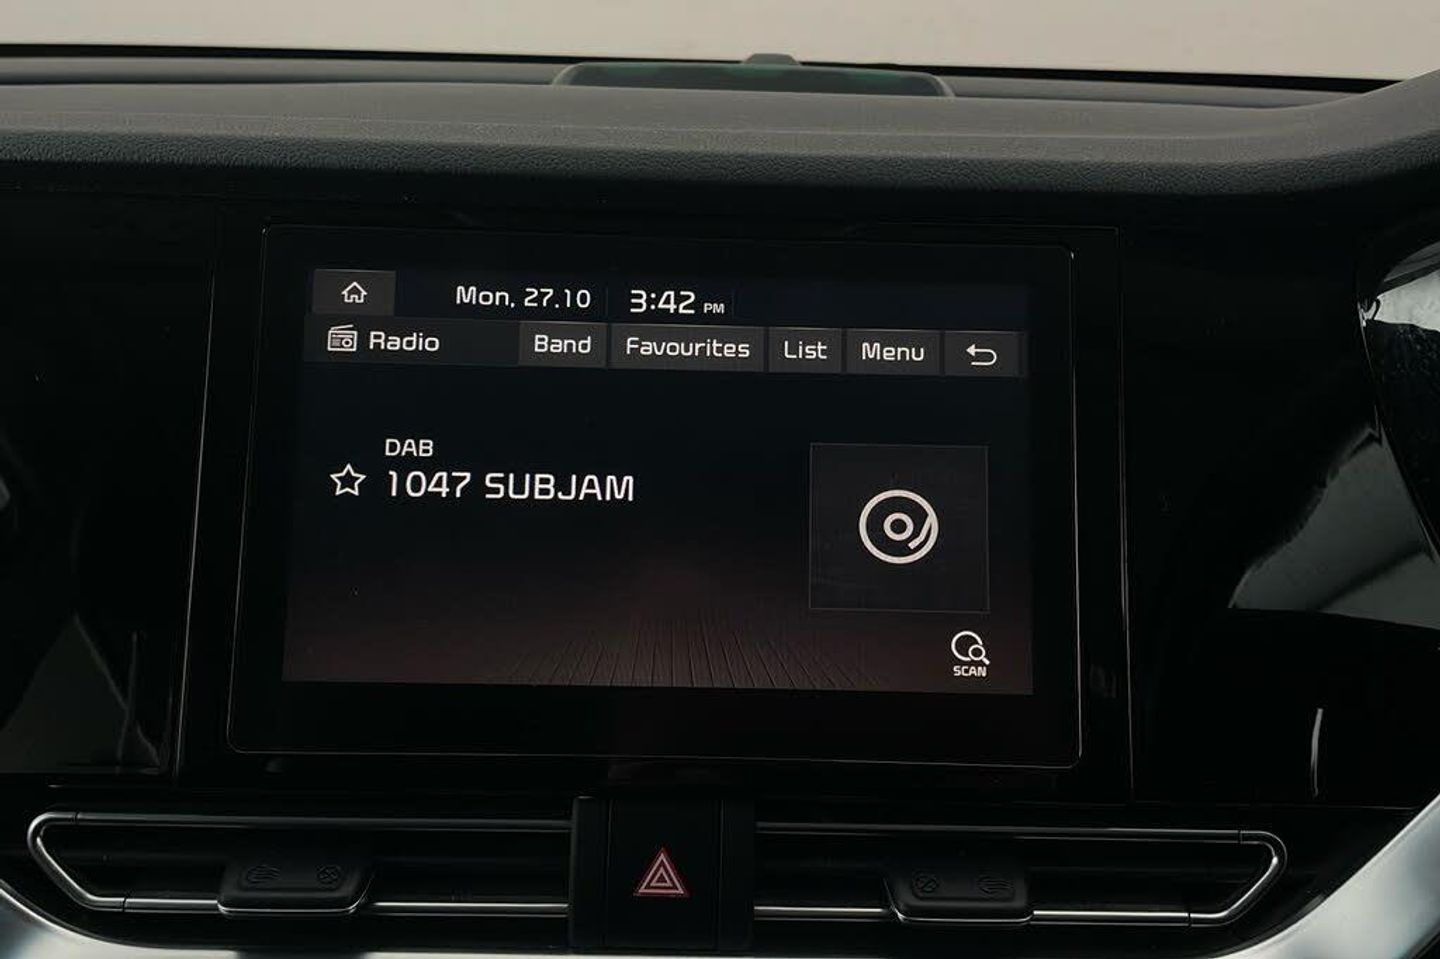 Mon, 27.10 3:42 PM
Radio Band Favourites List Menu
DAB
1047 SUBJAM
SCAN